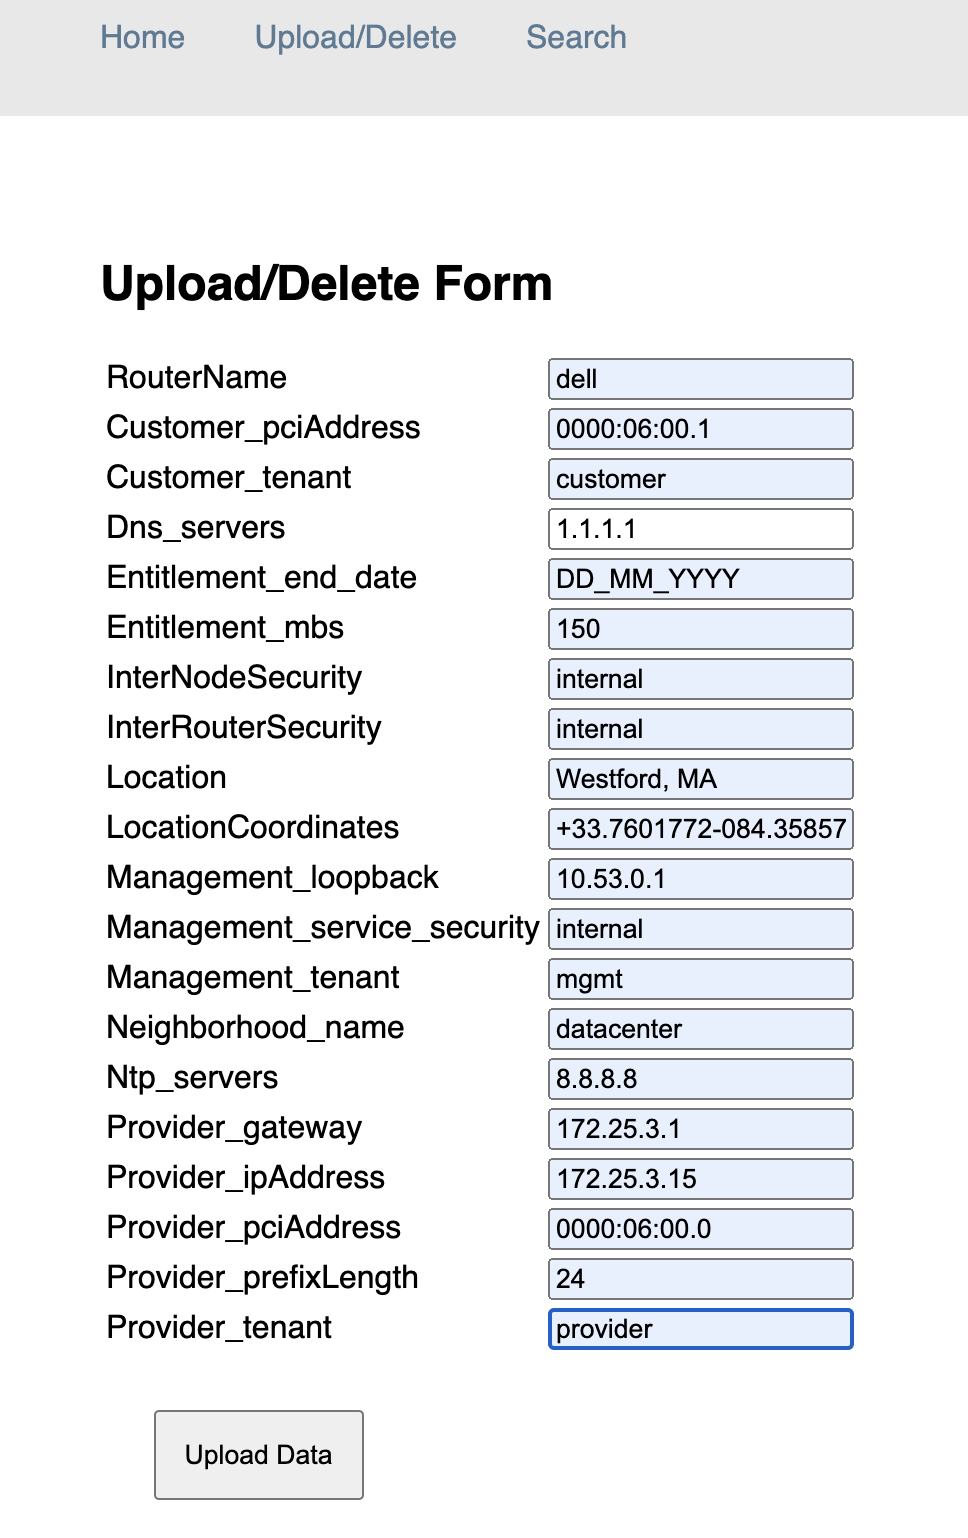 Home Upload/Delete Search
Upload/Delete Form
RouterName dell
Customer_pciAddress 0000:06:00.1
Customer_tenant customer
Dns_servers 1.1.1.1
Entitlement_end_date DD_MM_YYYY
Entitlement_mbs 150
InterNodeSecurity internal
InterRouterSecurity internal
Location Westford, MA
LocationCoordinates +33.7601772-084.35857
Management_loopback 10.53.0.1
Management_service_security internal
Management_tenant mgmt
Neighborhood_name datacenter
Ntp_servers 8.8.8.8
Provider_gateway 172.25.3.1
Provider_ipAddress 172.25.3.15
Provider_pciAddress 0000:06:00.0
Provider_prefixLength 24
Provider_tenant provider
Upload Data